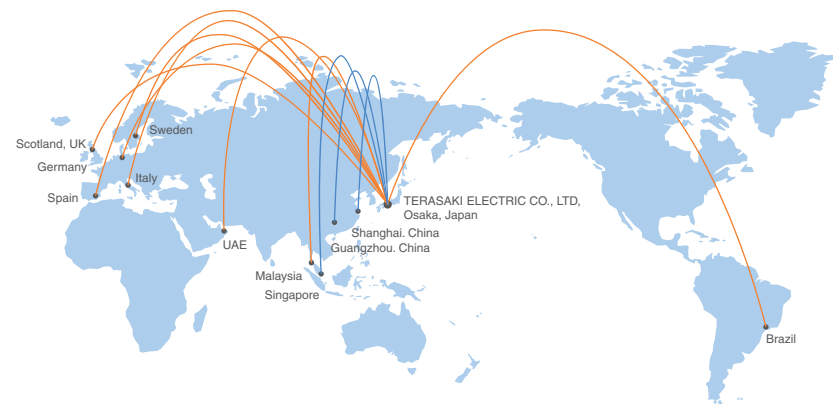 Sweden
Scotland, UK
Germany
Italy
Spain
TERASAKI ELECTRIC CO., LTD,
Osaka, Japan
Shanghai. China
UAE
Guangzhou. China
Malaysia
Singapore
Brazil